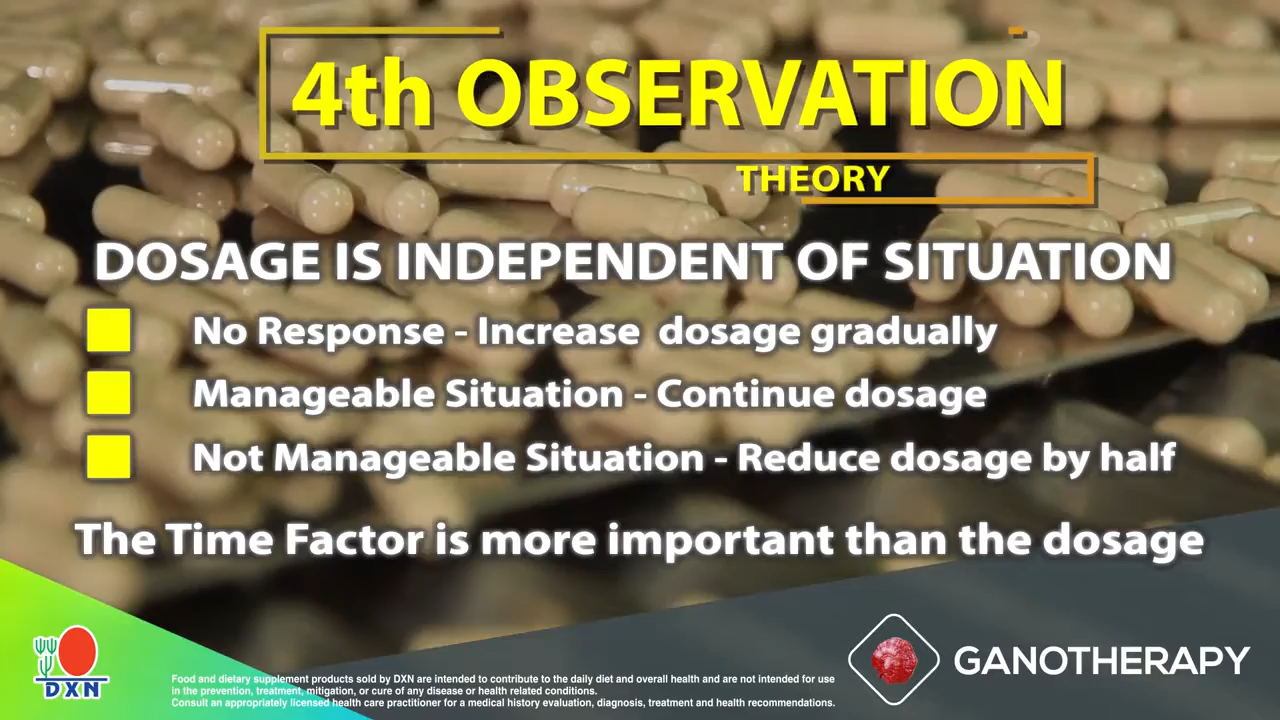 4th OBSERVATION
THEORY
DOSAGE IS INDEPENDENT OF SITUATION
No Response - Increase dosage gradually
Manageable Situation - Continue dosage
Not Manageable Situation - Reduce dosage by half
The Time Factor is more important than the dosage
DXN
Food and dietary supplement products sold by DXN are intended to contribute to the daily diet and overall health and are not intended for use
in the prevention, treatment, mitigation, or cure of any disease or health related conditions.
Consult an appropriately licensed health care practitioner for a medical history evaluation, diagnosis, treatment and health recommendations.
GANOTHERAPY